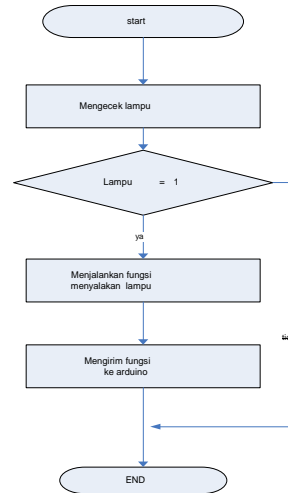 start
Mengecek lampu
Lampu = 1
ya
Menjalankan fungsi
menyalakan lampu
Mengirim fungsi
ke arduino
END